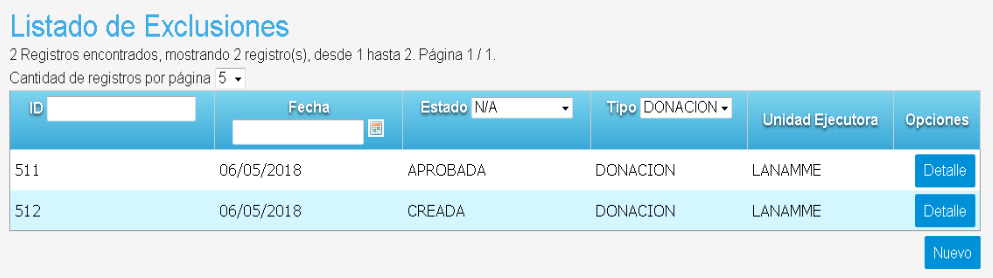 Listado de Exclusiones
2 Registros encontrados, mostrando 2 registro(s), desde 1 hasta 2. Página 1 / 1.
Cantidad de registros por página 5
ID Fecha Estado N/A Tipo DONACION Unidad Ejecutora Opciones
511 06/05/2018 APROBADA DONACION LANAMME Detalle
512 06/05/2018 CREADA DONACION LANAMME Detalle
Nuevo